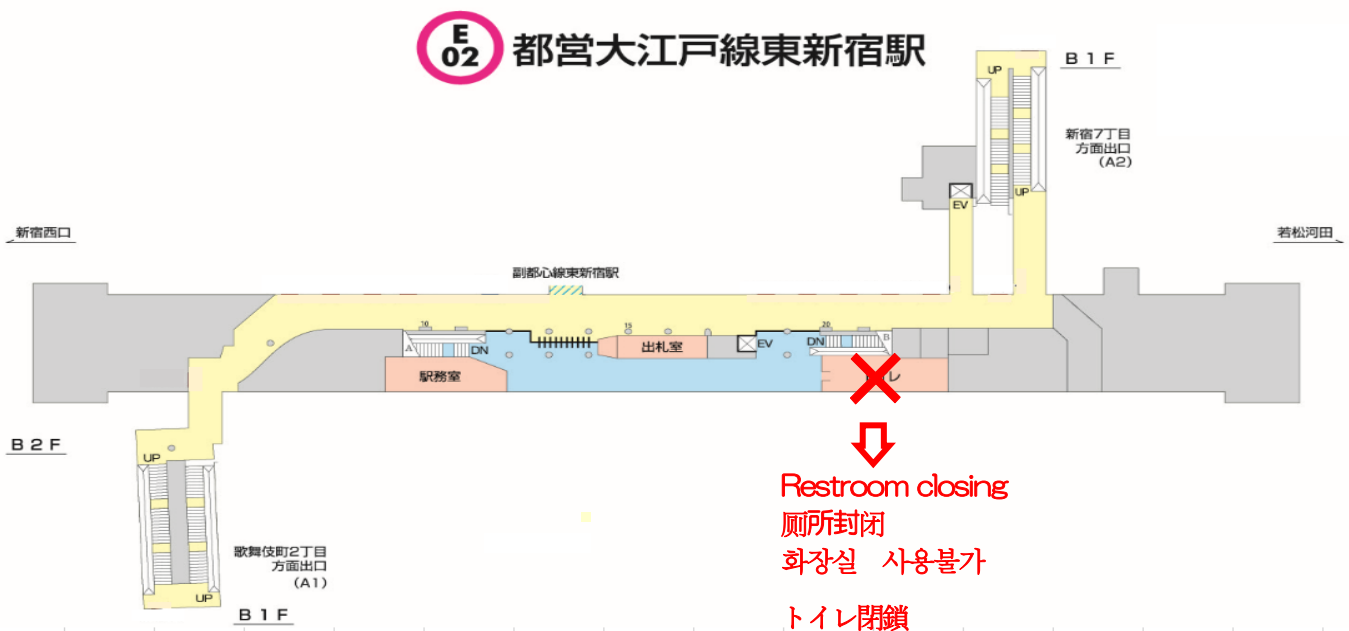 E
02
都営大江戸線東新宿駅
UP
B1F
新宿7丁目
方面出口
(A2)
UP
EV
新宿西口
若松河田
副都心線東新宿駅
10
15
20
A
DN
出札室
EV
DN
B
駅務室
レ
B2F
UP
歌舞伎町2丁目
方面出口
(A1)
UP
B1F
Restroom closing
厕所封闭
화장실 사용불가
トイレ閉鎖